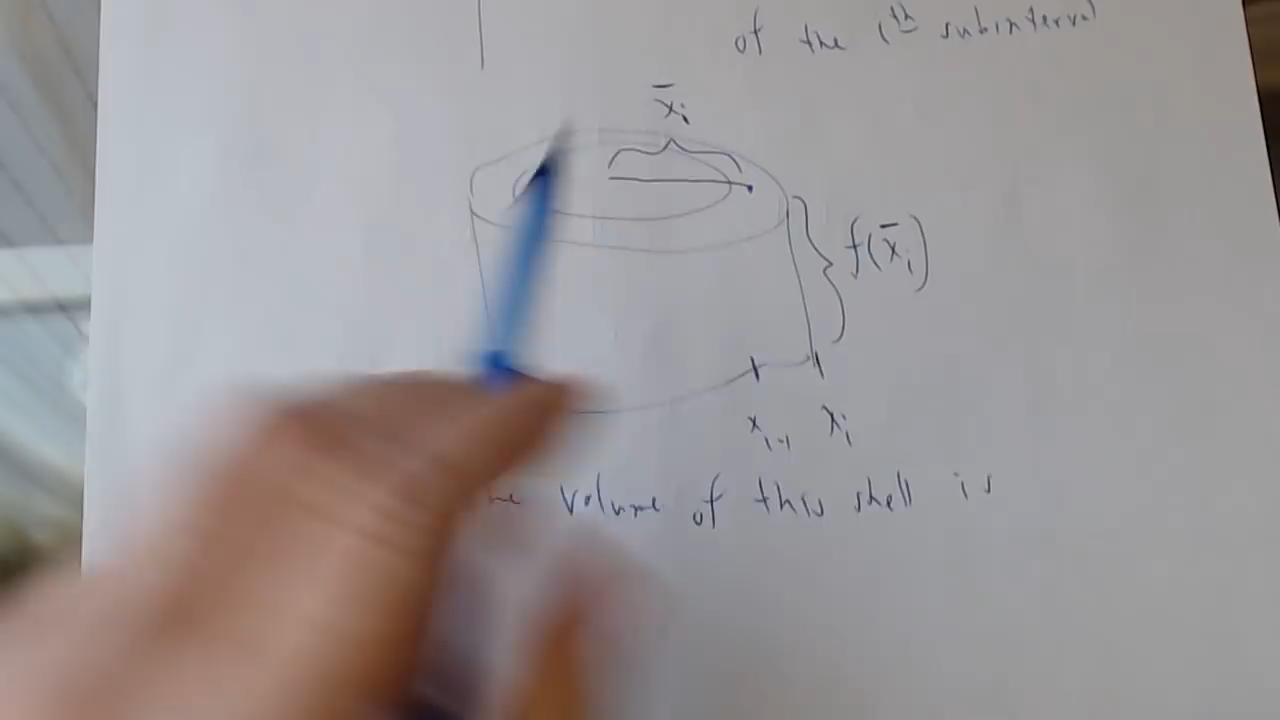 of the ith subinterval
x̄ᵢ
f(x̄ᵢ)
xᵢ₋₁ xᵢ
volume of this shell is